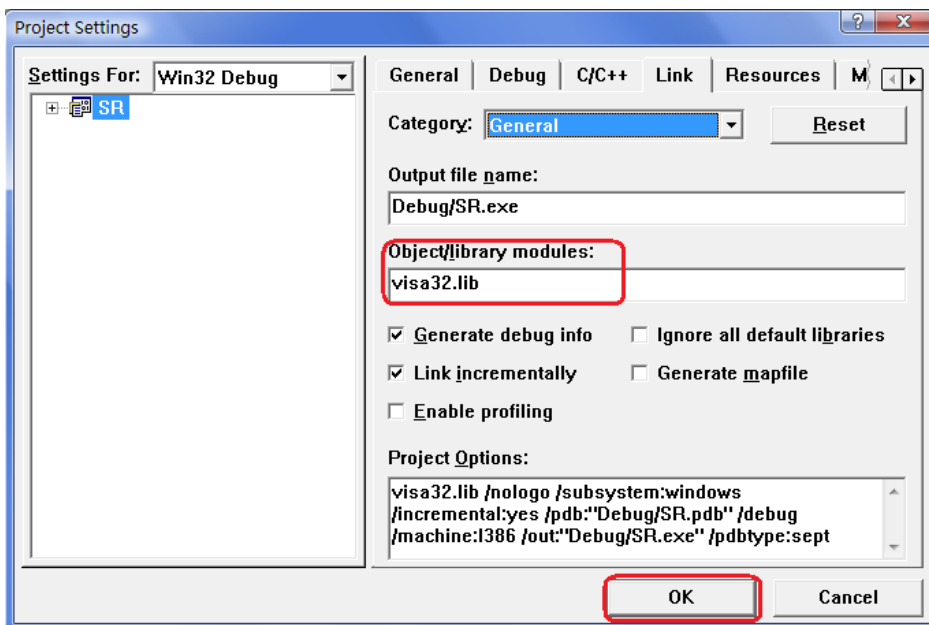 Project Settings
Settings For: Win32 Debug
SR
General Debug C/C++ Link Resources M
Category: General Reset
Output file name:
Debug/SR.exe
Object/library modules:
visa32.lib
Generate debug info Ignore all default libraries
Link incrementally Generate mapfile
Enable profiling
Project Options:
visa32.lib /nologo /subsystem:windows
/incremental:yes /pdb:"Debug/SR.pdb" /debug
/machine:I386 /out:"Debug/SR.exe" /pdbtype:sept
OK Cancel